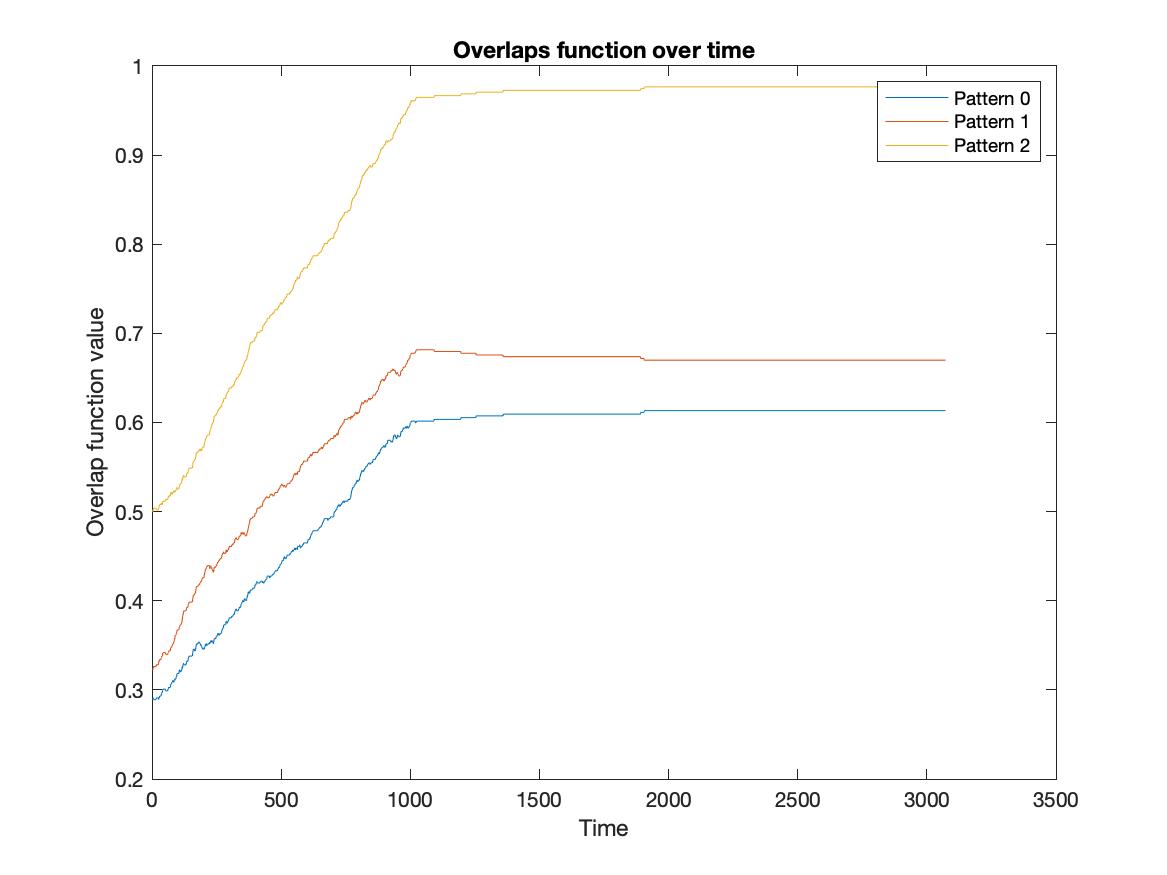 Overlaps function over time
Pattern 0
Pattern 1
Pattern 2
1
0.9
0.8
0.7
0.6
0.5
0.4
0.3
0.2
Overlap function value
0 500 1000 1500 2000 2500 3000 3500
Time